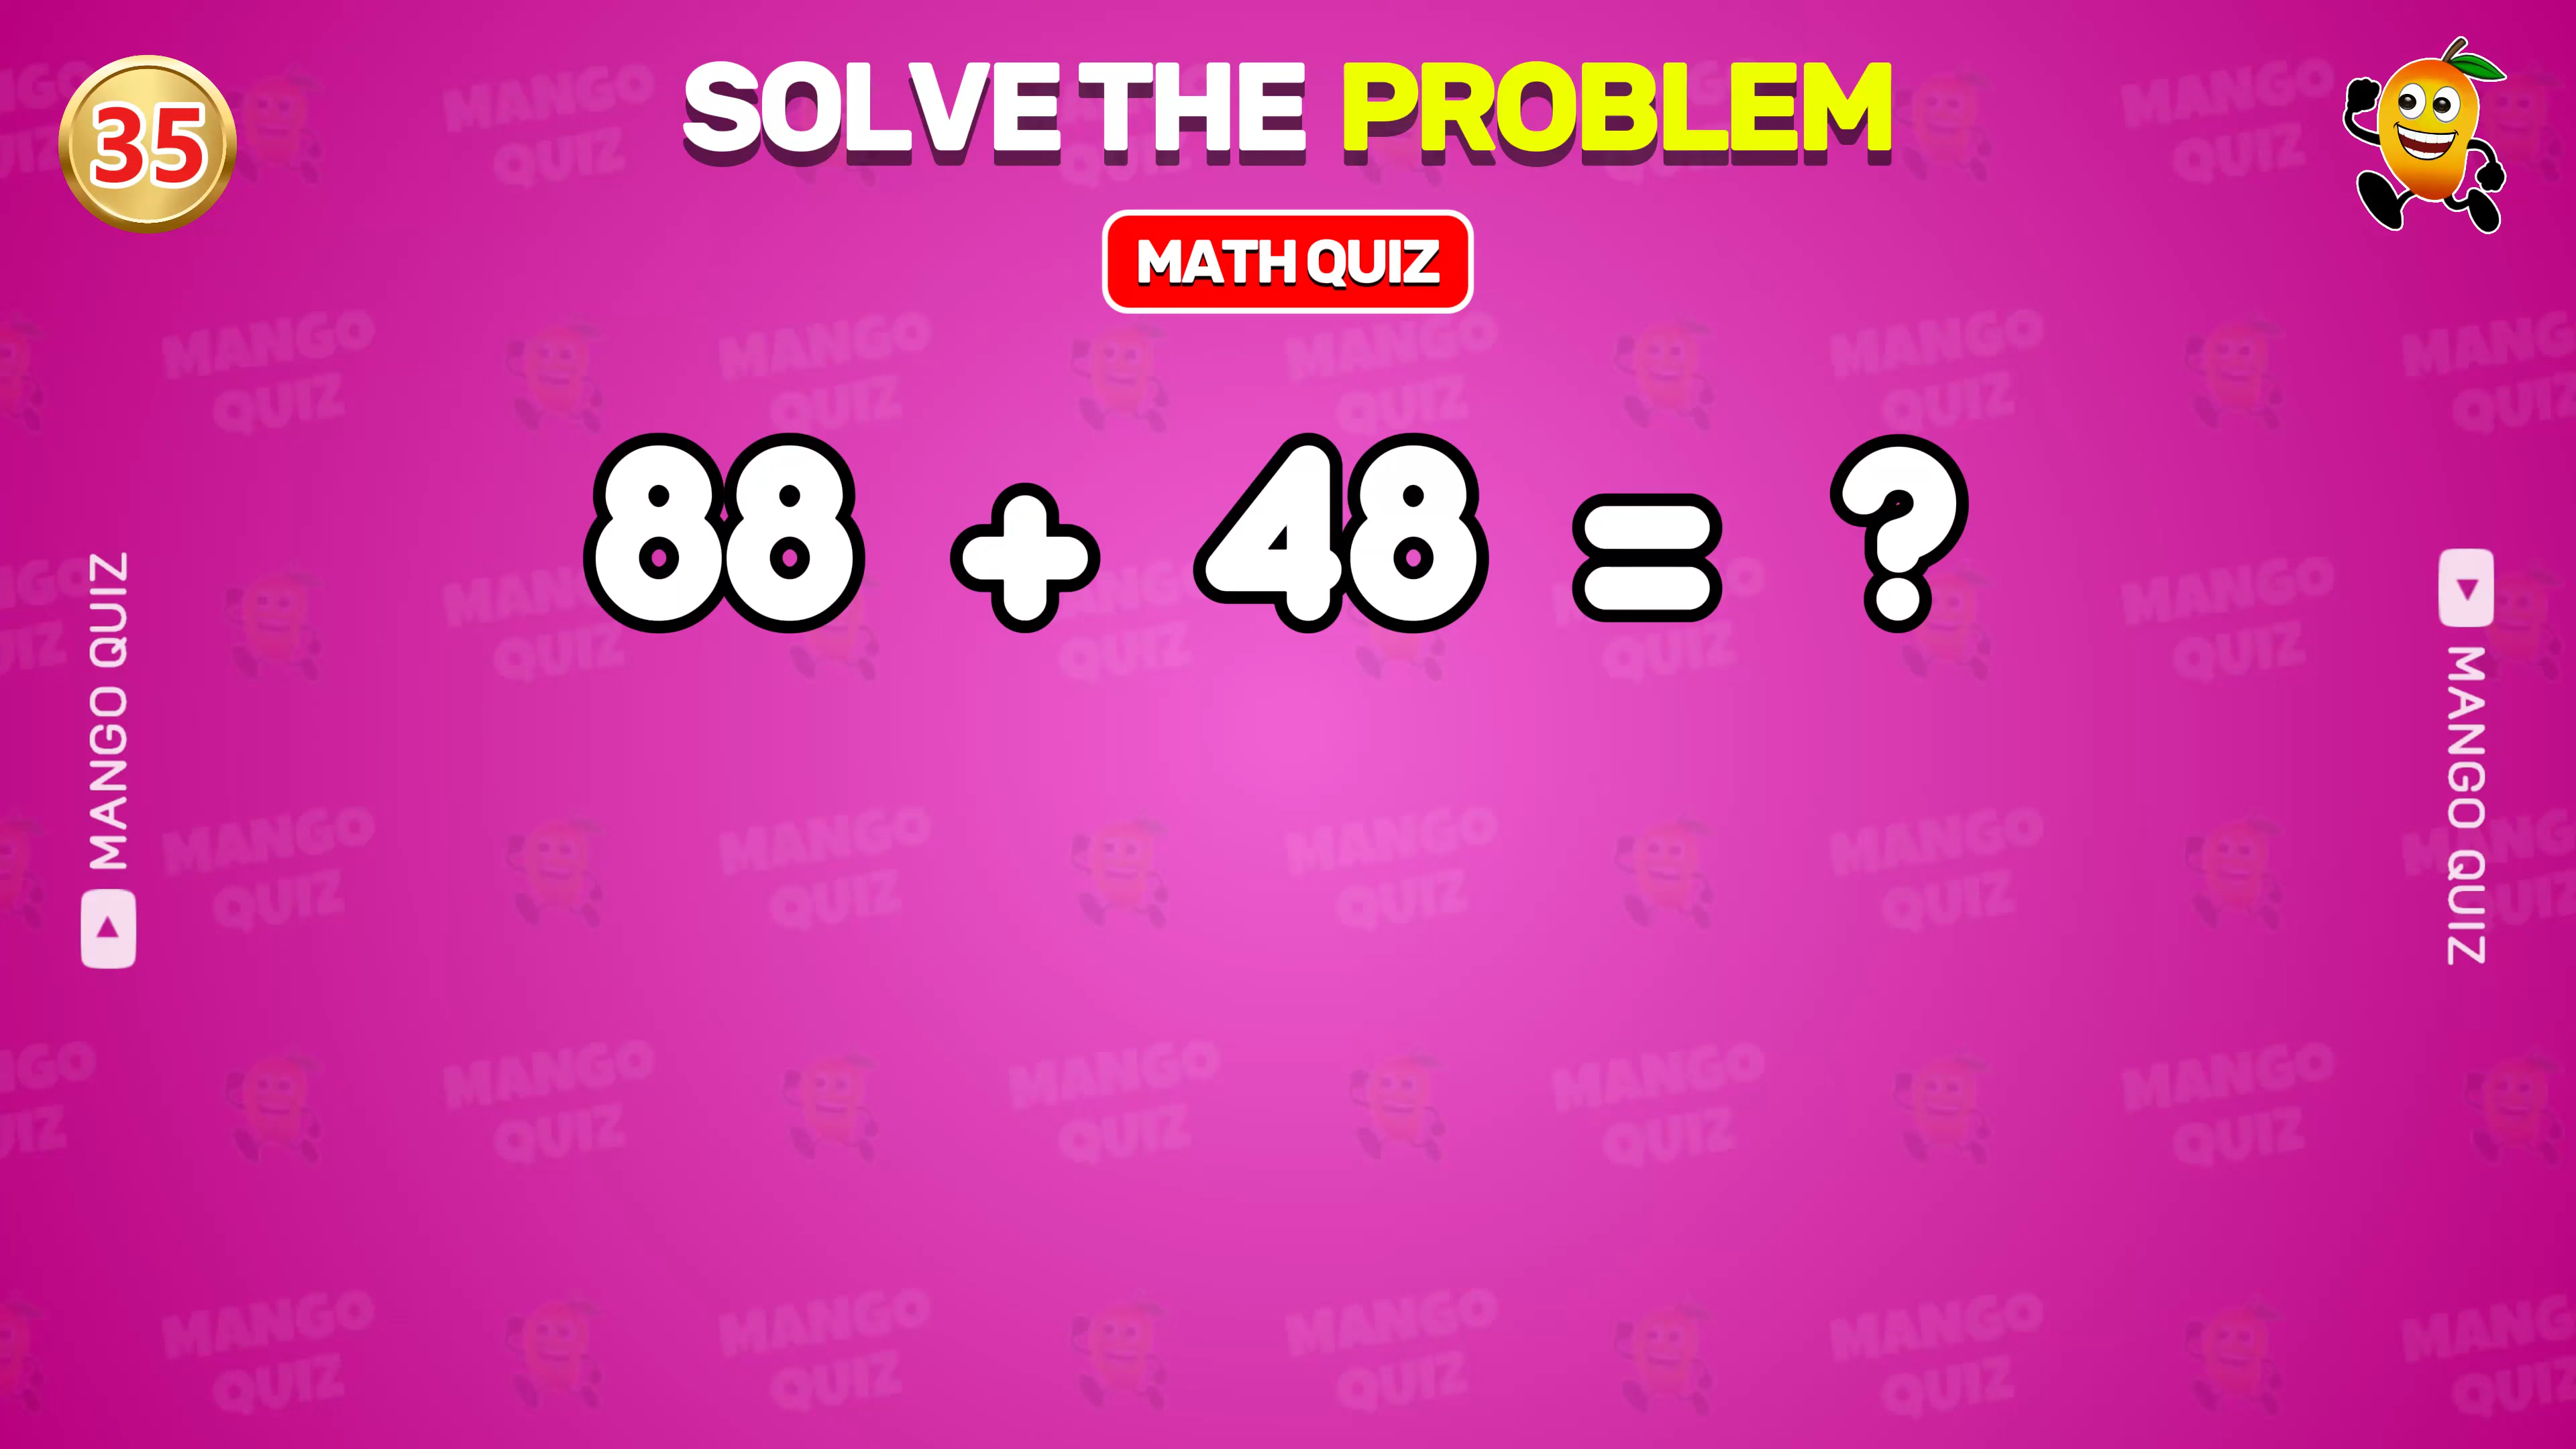 35
SOLVE THE PROBLEM
MATH QUIZ
88 + 48 = ?
MANGO QUIZ
MANGO QUIZ